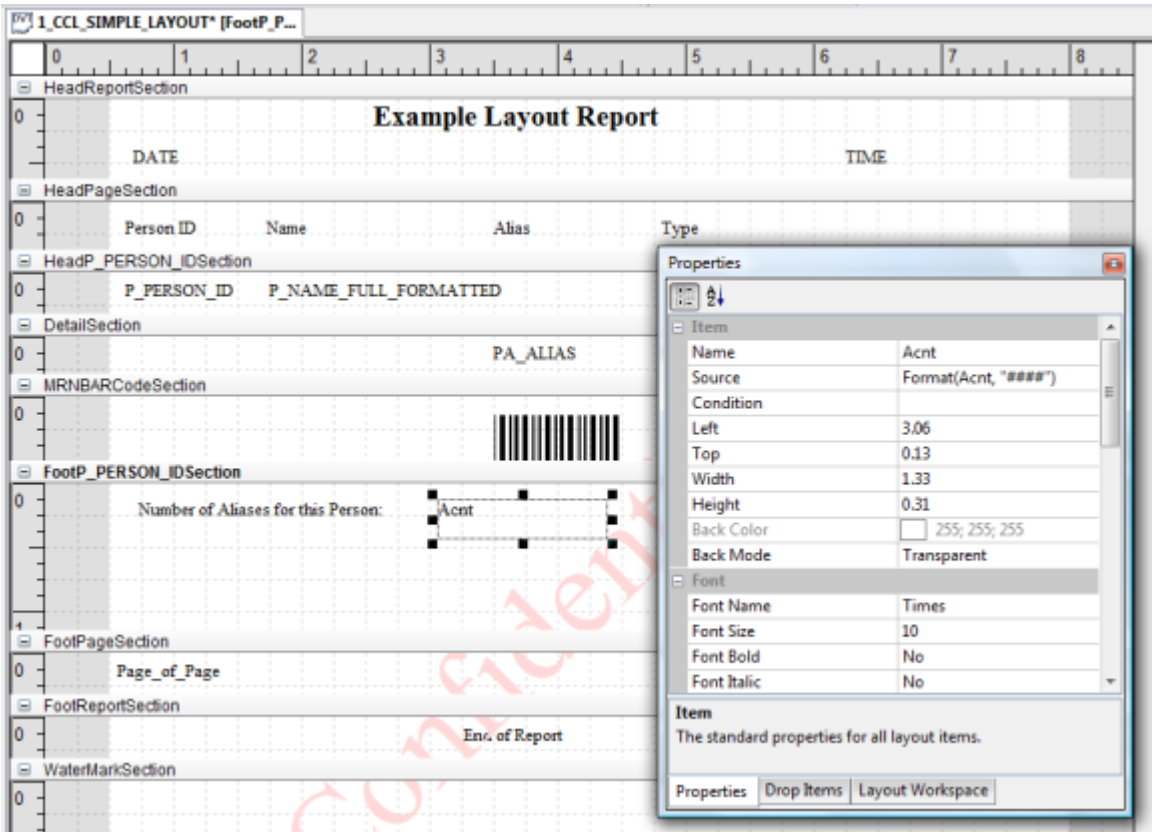 1_CCL_SIMPLE_LAYOUT* [FootP_P...
0 1 2 3 4 5 6 7 8
HeadReportSection
0
Example Layout Report
DATE TIME
HeadPageSection
0
Person ID Name Alias Type
HeadP_PERSON_IDSection
0
P_PERSON_ID P_NAME_FULL_FORMATTED
DetailSection
0
PA_ALIAS
MRNBARCodeSection
0
FootP_PERSON_IDSection
0
Number of Aliases for this Person: Acnt
1
FootPageSection
0
Page_of_Page
FootReportSection
0
End of Report
WaterMarkSection
0
Confident
Properties
Item
Name Acnt
Source Format(Acnt, "####")
Condition
Left 3.06
Top 0.13
Width 1.33
Height 0.31
Back Color 255; 255; 255
Back Mode Transparent
Font
Font Name Times
Font Size 10
Font Bold No
Font Italic No
Item
The standard properties for all layout items.
Properties Drop Items Layout Workspace